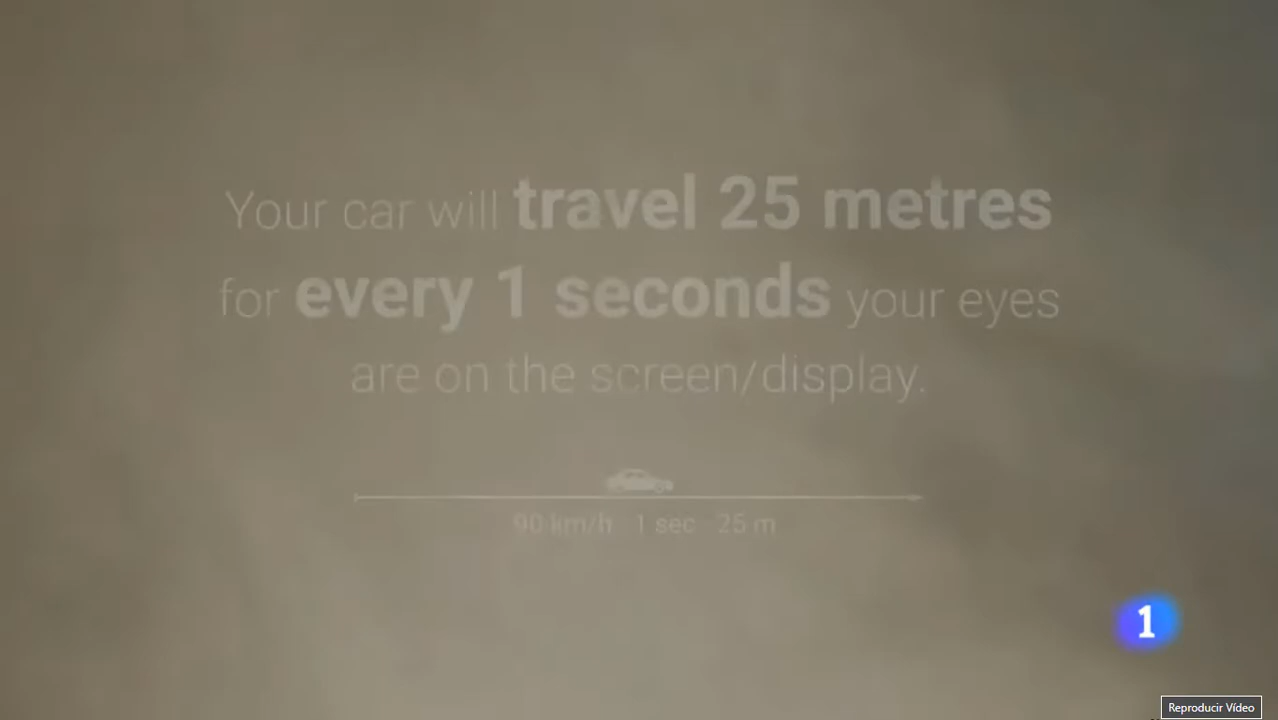 Your car will travel 25 metres
for every 1 seconds your eyes
are on the screen/display.
90 km/h · 1 sec · 25 m
1
Reproducir Vídeo